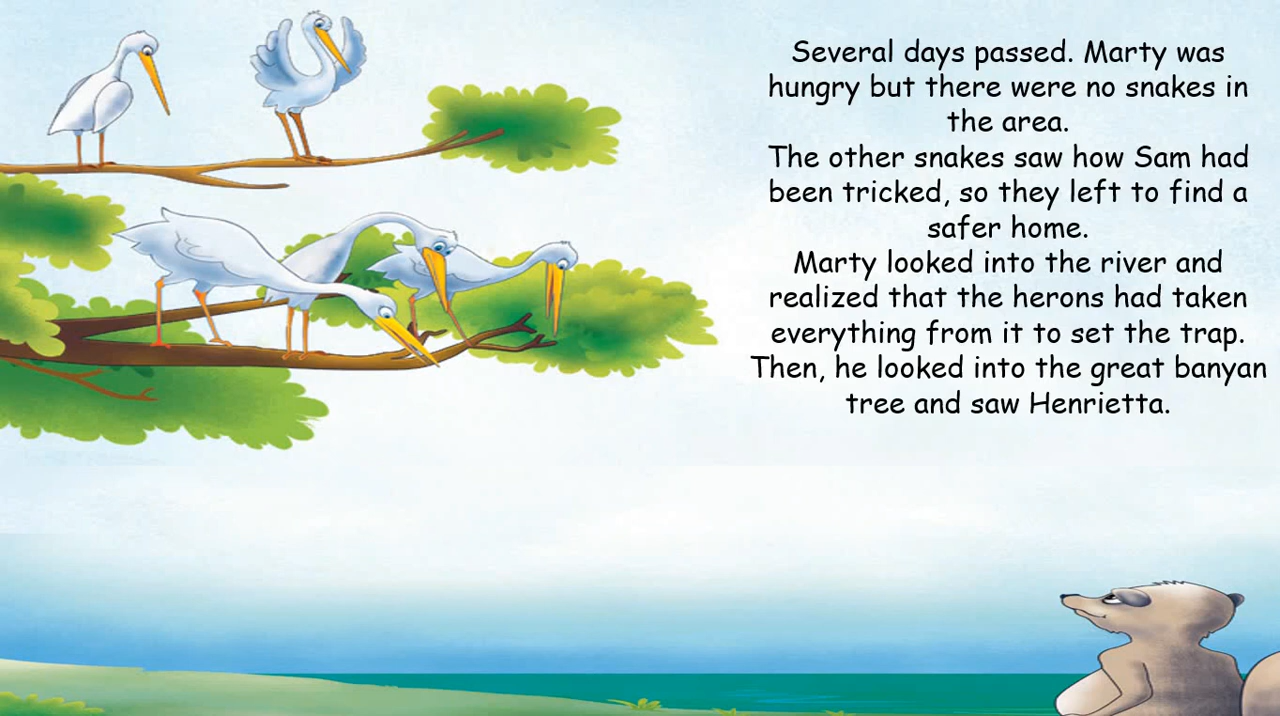 Several days passed. Marty was
hungry but there were no snakes in
the area.
The other snakes saw how Sam had
been tricked, so they left to find a
safer home.
Marty looked into the river and
realized that the herons had taken
everything from it to set the trap.
Then, he looked into the great banyan
tree and saw Henrietta.